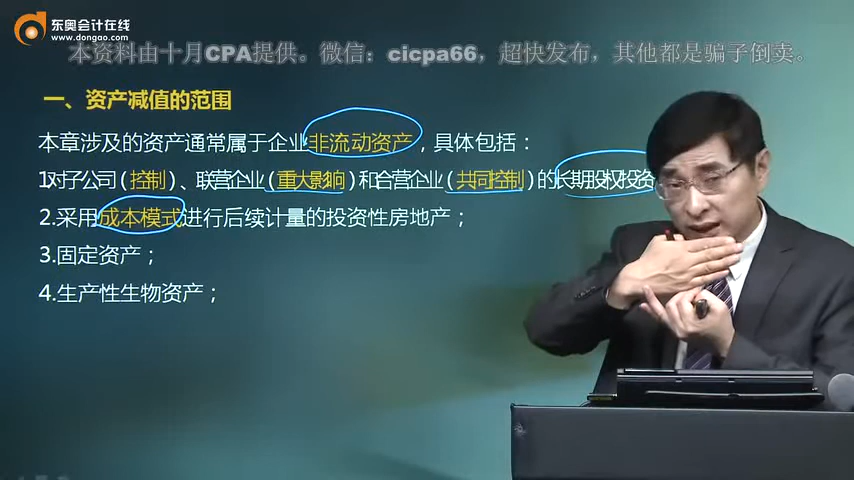 东奥会计在线
www.dongao.com
本资料由十月CPA提供。微信：cicpa66，超快发布，其他都是骗子倒卖。
一、资产减值的范围
本章涉及的资产通常属于企业非流动资产，具体包括：
1.对子公司（控制）、联营企业（重大影响）和合营企业（共同控制）的长期股权投资
2.采用成本模式进行后续计量的投资性房地产；
3.固定资产；
4.生产性生物资产；